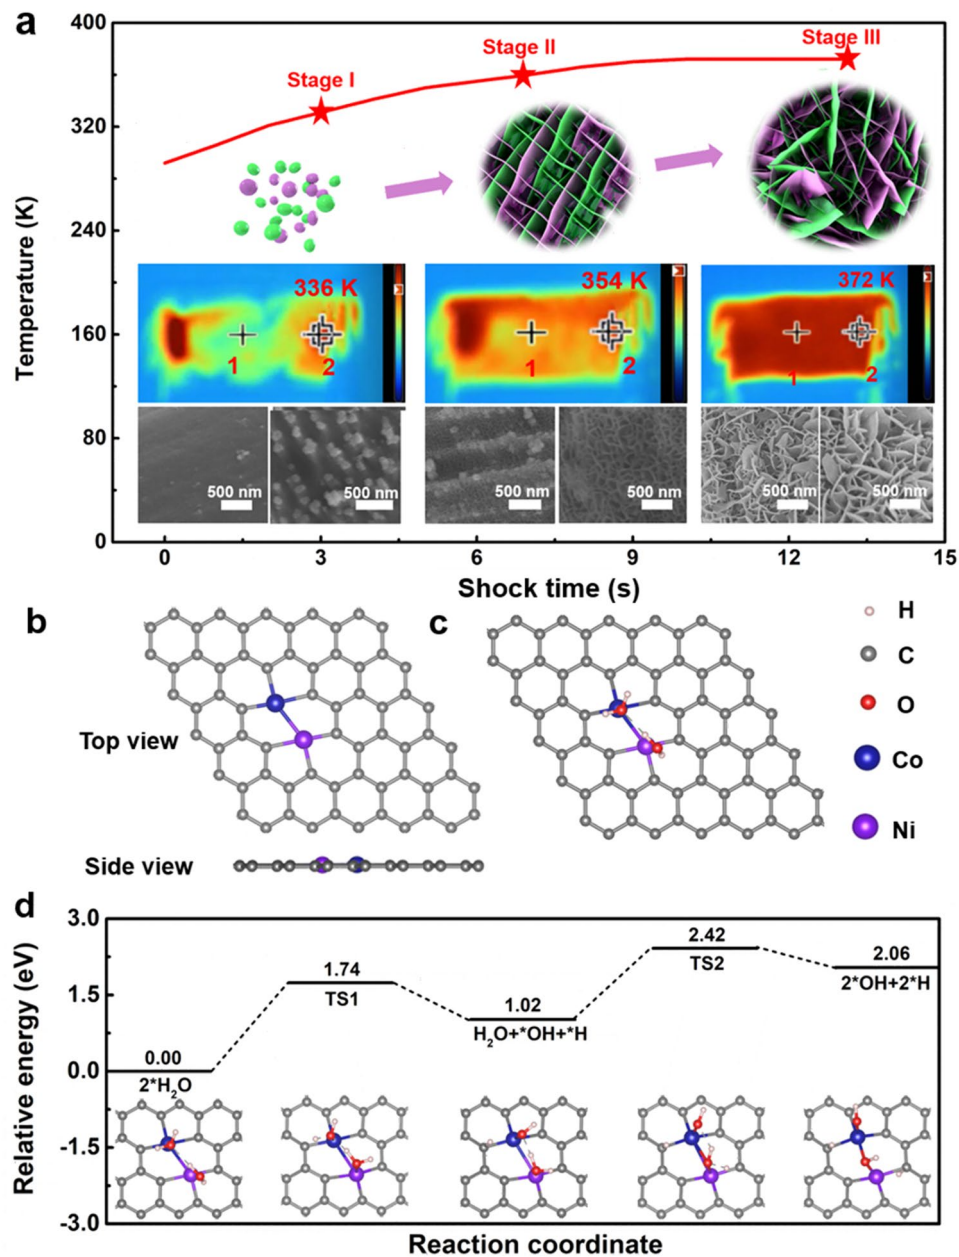 a
400
320
240
160
80
0
Temperature (K)
Stage I
Stage II
Stage III
336 K
354 K
372 K
1
2
1
2
1
2
500 nm
500 nm
500 nm
500 nm
500 nm
500 nm
0
3
6
9
12
15
Shock time (s)
b
c
Top view
Side view
H
C
O
Co
Ni
d
3.0
1.5
0.0
-1.5
-3.0
Relative energy (eV)
0.00
2*H₂O
1.74
TS1
1.02
H₂O+*OH+*H
2.42
TS2
2.06
2*OH+2*H
Reaction coordinate